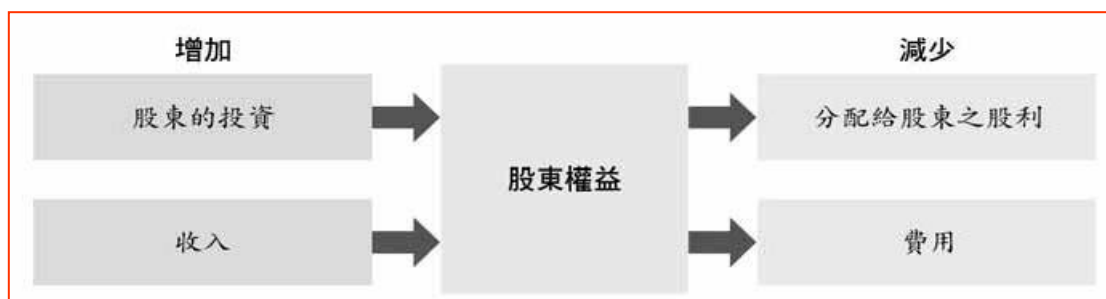 增加
減少
股東的投資
股東權益
分配給股東之股利
收入
費用